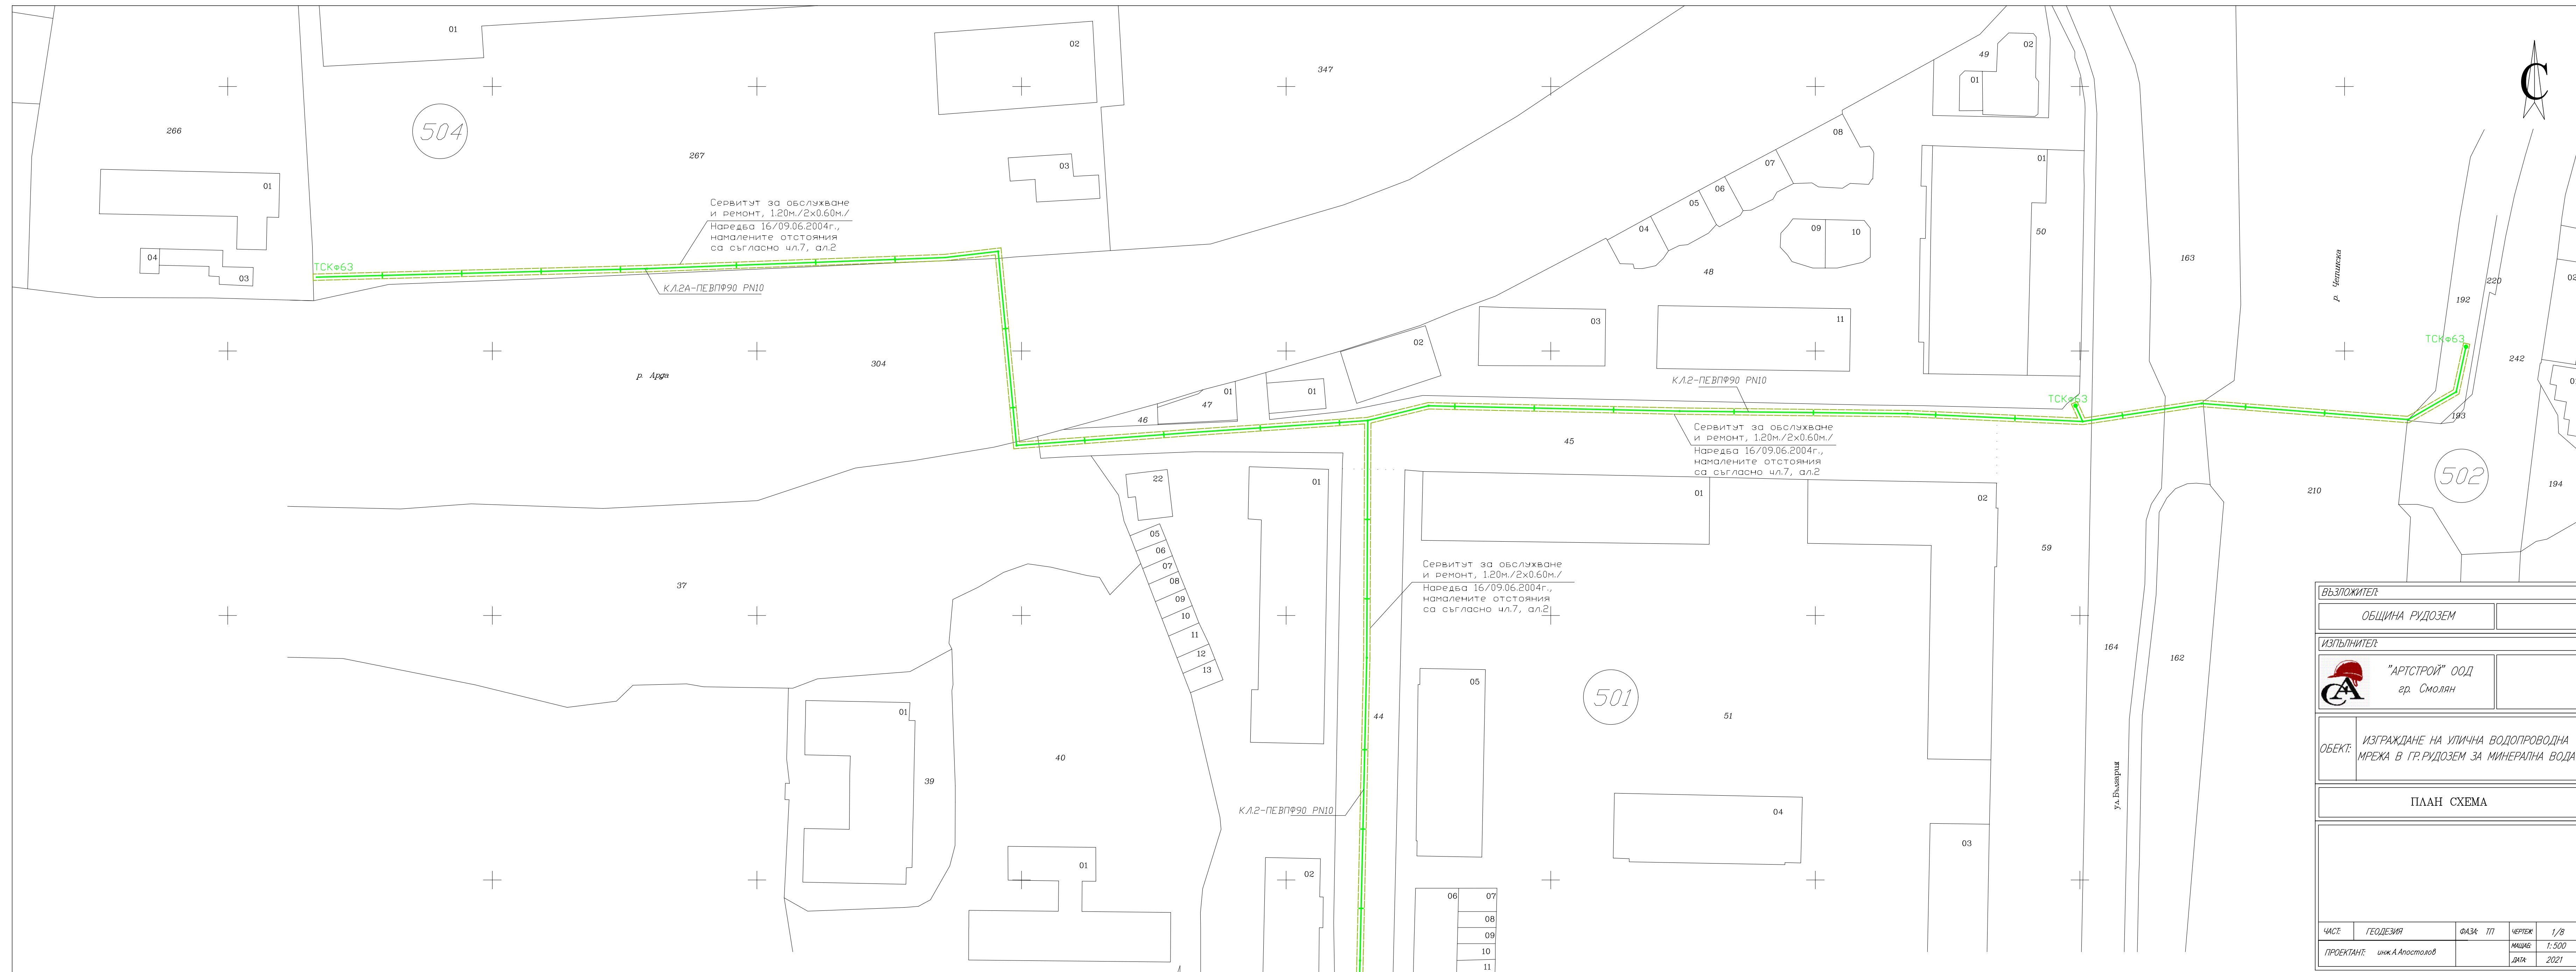 01
02
347
49
02
01
С
504
266
267
08
07
06
05
04
03
01
01
50
09
10
48
163
р. Чепинска
192
220
02
Сервитут за обслужване
и ремонт, 1.20м./2x0.60м./
Наредба 16/09.06.2004г.,
намалените отстояния
са съгласно чл.7, ал.2
04
03
ТСКф63
КЛ.2А-ПЕВПФ90 PN10
03
11
02
ТСКф63
242
р. Арда
304
КЛ.2-ПЕВПФ90 PN10
01
47
01
46
ТСКф63
193
Сервитут за обслужване
и ремонт, 1.20м./2x0.60м./
Наредба 16/09.06.2004г.,
намалените отстояния
са съгласно чл.7, ал.2
45
502
194
210
22
01
01
02
05
06
07
08
09
10
11
12
13
37
59
Сервитут за обслужване
и ремонт, 1.20м./2x0.60м./
Наредба 16/09.06.2004г.,
намалените отстояния
са съгласно чл.7, ал.2
164
162
05
501
44
51
01
39
40
ул.България
КЛ.2-ПЕВПФ90 PN10
04
03
01
02
06
07
08
09
10
11
ВЪЗЛОЖИТЕЛ:
ОБЩИНА РУДОЗЕМ
ИЗПЪЛНИТЕЛ:
"АРТСТРОЙ" ООД
гр. Смолян
ОБЕКТ:
ИЗГРАЖДАНЕ НА УЛИЧНА ВОДОПРОВОДНА
МРЕЖА В ГР.РУДОЗЕМ ЗА МИНЕРАЛНА ВОДА
ПЛАН СХЕМА
ЧАСТ: ГЕОДЕЗИЯ ФАЗА: ТП ЧЕРТЕЖ: 1/8
ПРОЕКТАНТ: инж.А.Апостолов МАЩАБ: 1:500
ДАТА: 2021